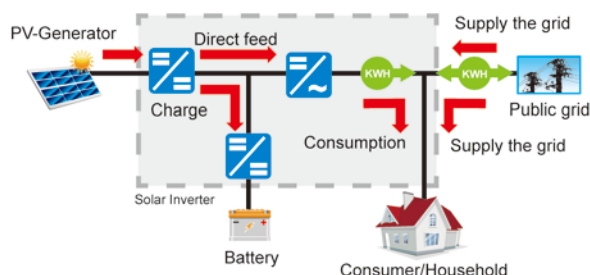 Supply the grid
PV-Generator
Direct feed
KWH
KWH
Charge
Public grid
Consumption
Supply the grid
Solar Inverter
Battery
Consumer/Household